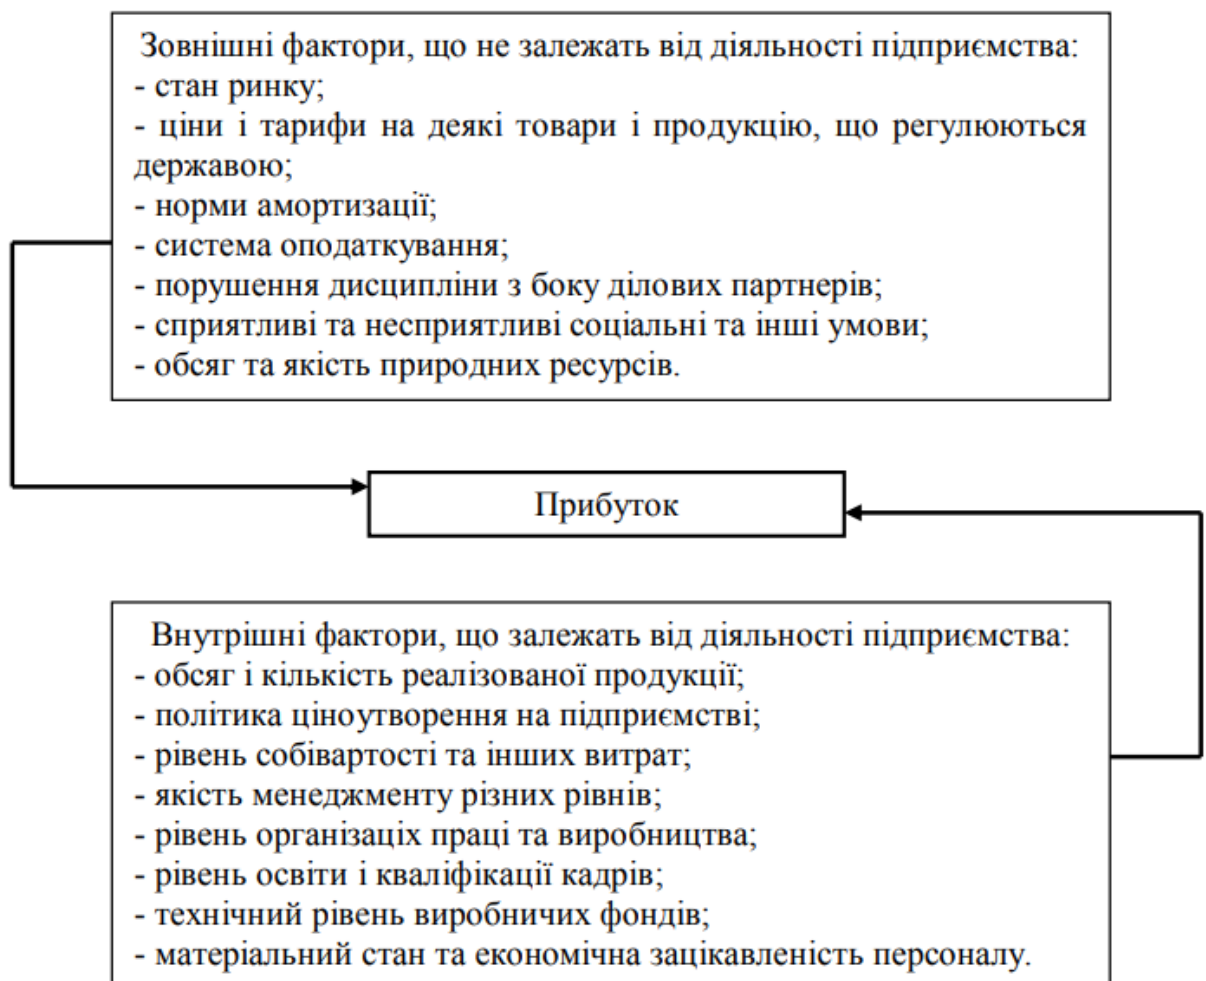 Зовнішні фактори, що не залежать від діяльності підприємства:
- стан ринку;
- ціни і тарифи на деякі товари і продукцію, що регулюються
державою;
- норми амортизації;
- система оподаткування;
- порушення дисципліни з боку ділових партнерів;
- сприятливі та несприятливі соціальні та інші умови;
- обсяг та якість природних ресурсів.
Прибуток
Внутрішні фактори, що залежать від діяльності підприємства:
- обсяг і кількість реалізованої продукції;
- політика ціноутворення на підприємстві;
- рівень собівартості та інших витрат;
- якість менеджменту різних рівнів;
- рівень організаціх праці та виробництва;
- рівень освіти і кваліфікації кадрів;
- технічний рівень виробничих фондів;
- матеріальний стан та економічна зацікавленість персоналу.